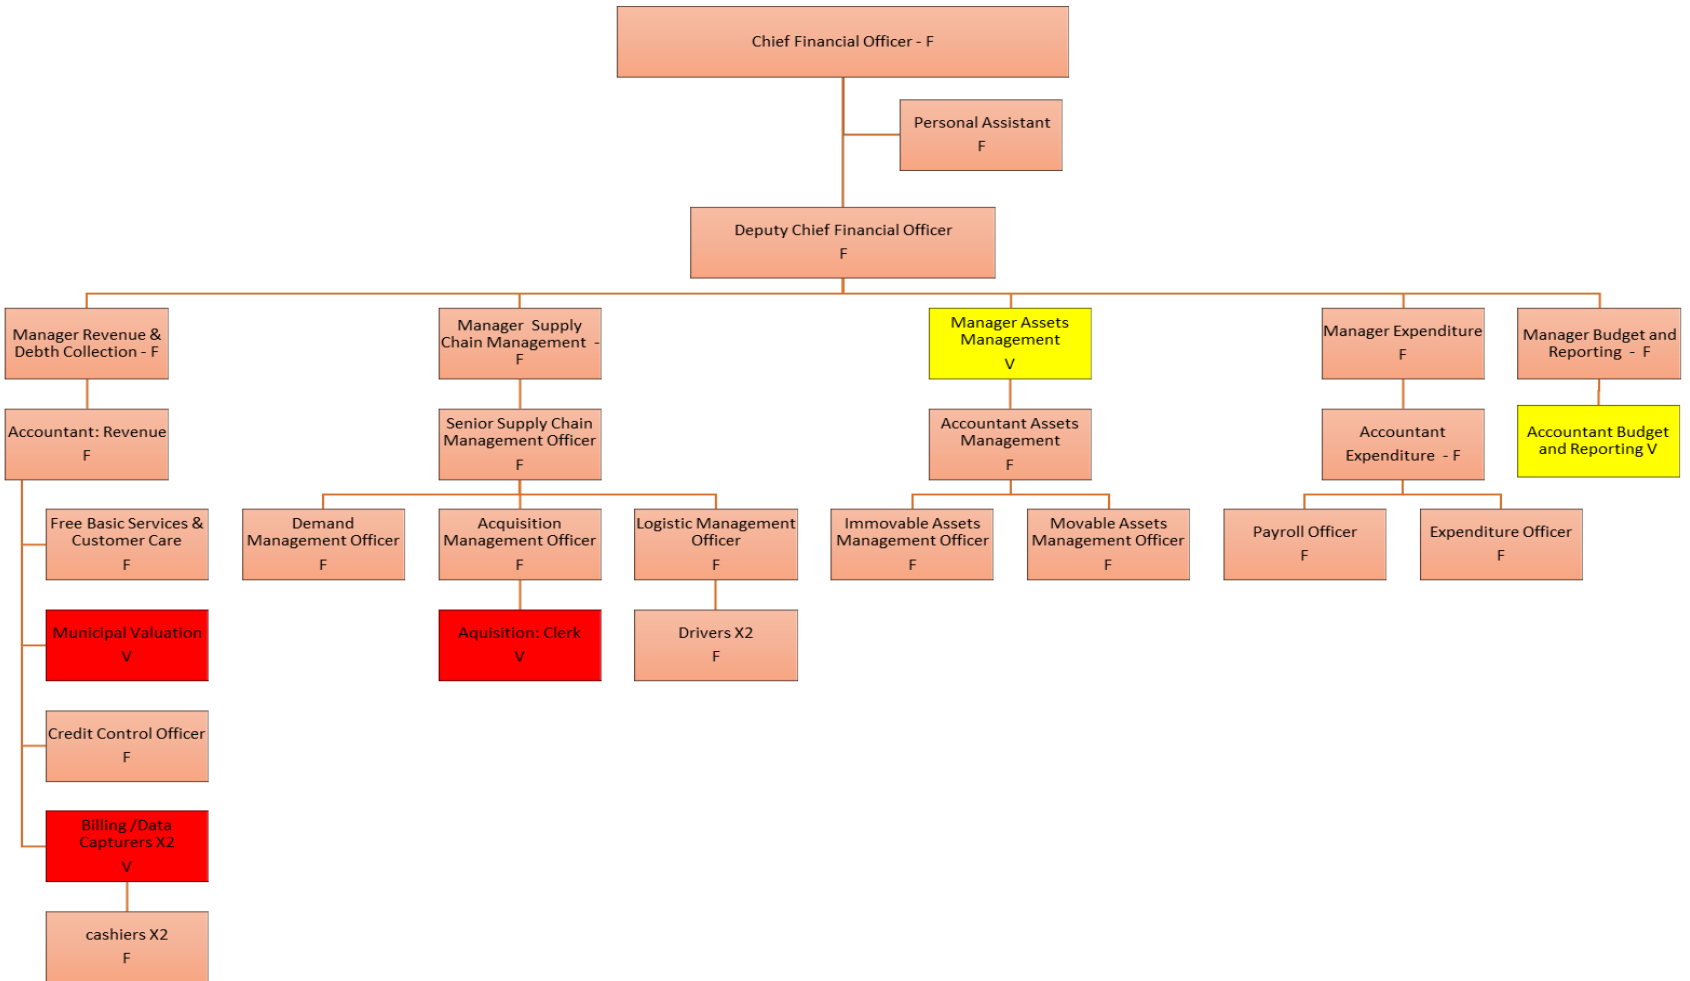 Chief Financial Officer - F
Personal Assistant
F
Deputy Chief Financial Officer
F
Manager Revenue &
Debth Collection - F
Manager  Supply
Chain Management  -
F
Manager Assets
Management
V
Manager Expenditure
F
Manager Budget and
Reporting  -  F
Accountant: Revenue
F
Senior Supply Chain
Management Officer
F
Accountant Assets
Management
F
Accountant
Expenditure  - F
Accountant Budget
and Reporting V
Free Basic Services &
Customer Care
F
Demand
Management Officer
F
Acquisition
Management Officer
F
Logistic Management
Officer
F
Immovable Assets
Management Officer
F
Movable Assets
Management Officer
F
Payroll Officer
F
Expenditure Officer
F
Municipal Valuation
V
Aquisition: Clerk
V
Drivers X2
F
Credit Control Officer
F
Billing /Data
Capturers X2
V
cashiers X2
F